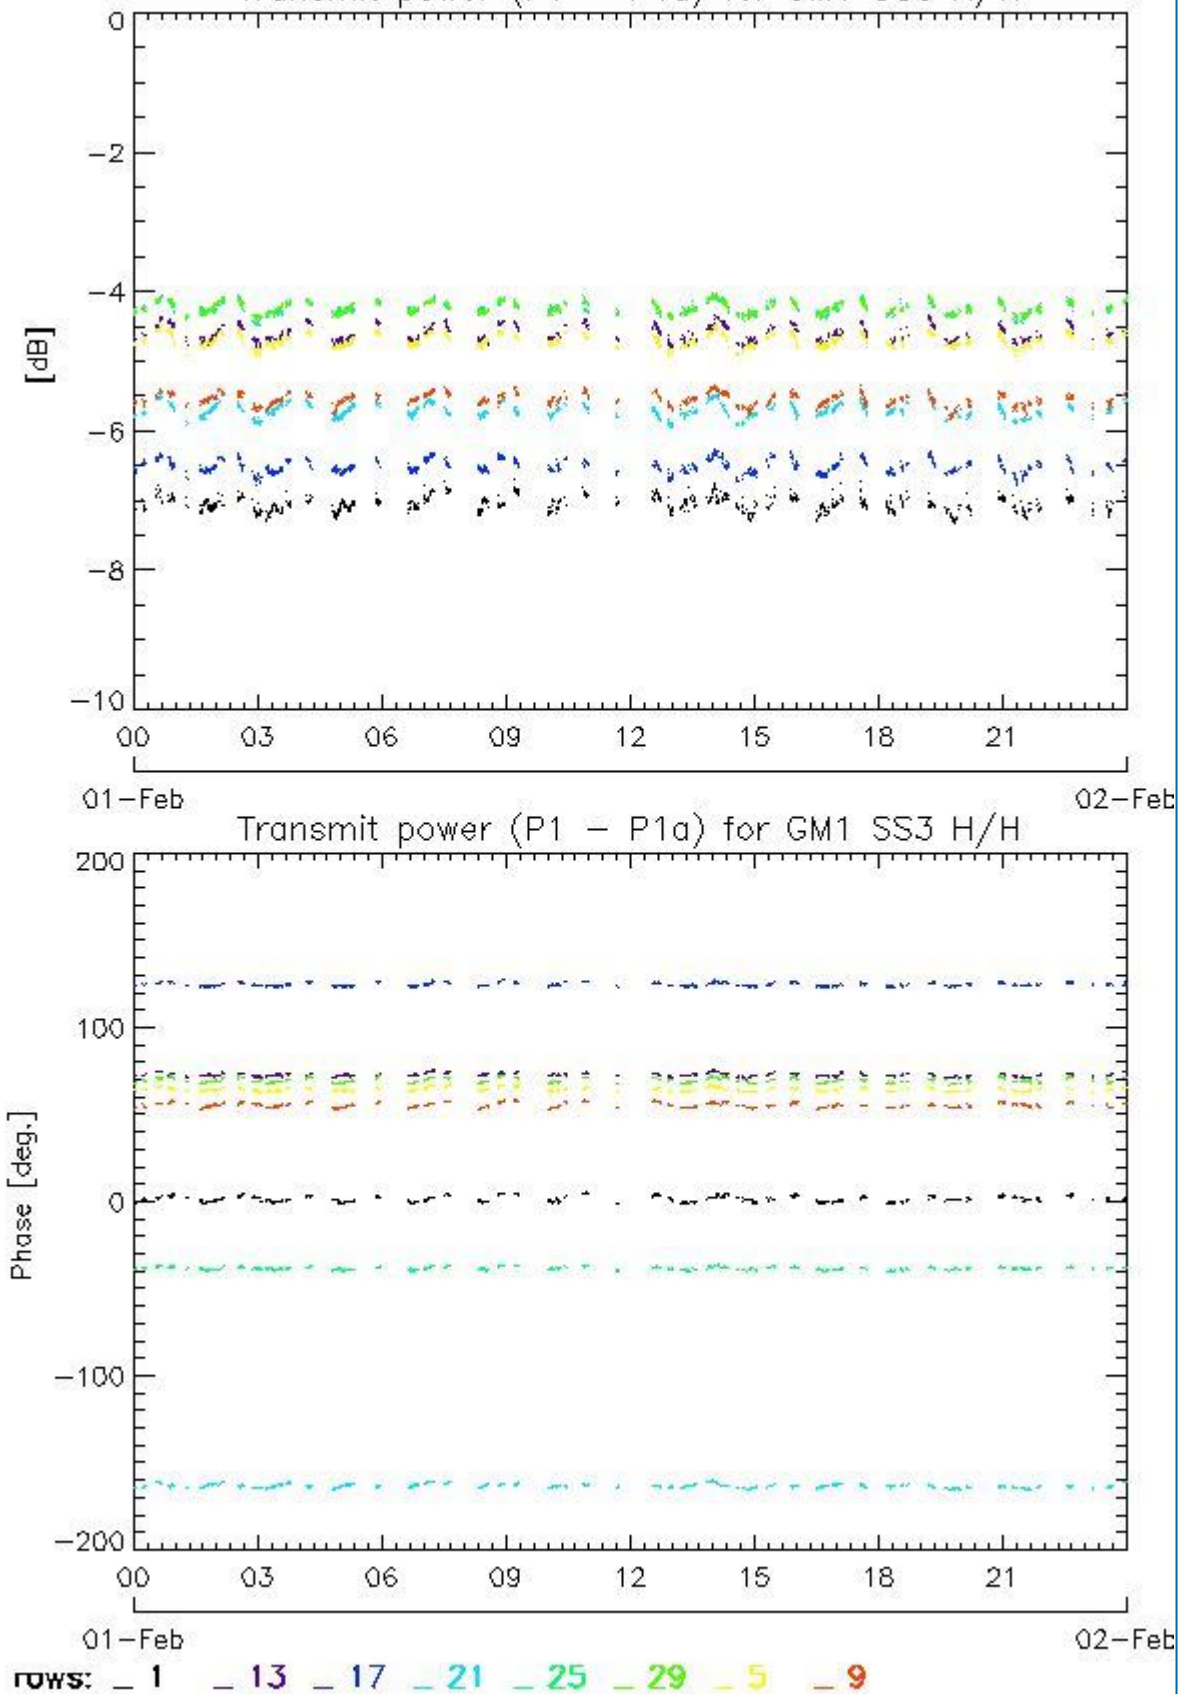 0
−2
−4
[dB]
−6
−8
−10
00 03 06 09 12 15 18 21
01−Feb 02−Feb
Transmit power (P1 − P1a) for GM1 SS3 H/H
200
100
Phase [deg.]
0
−100
−200
00 03 06 09 12 15 18 21
01−Feb 02−Feb
rows: _ 1 _ 13 _ 17 _ 21 _ 25 _ 29 _ 5 _ 9